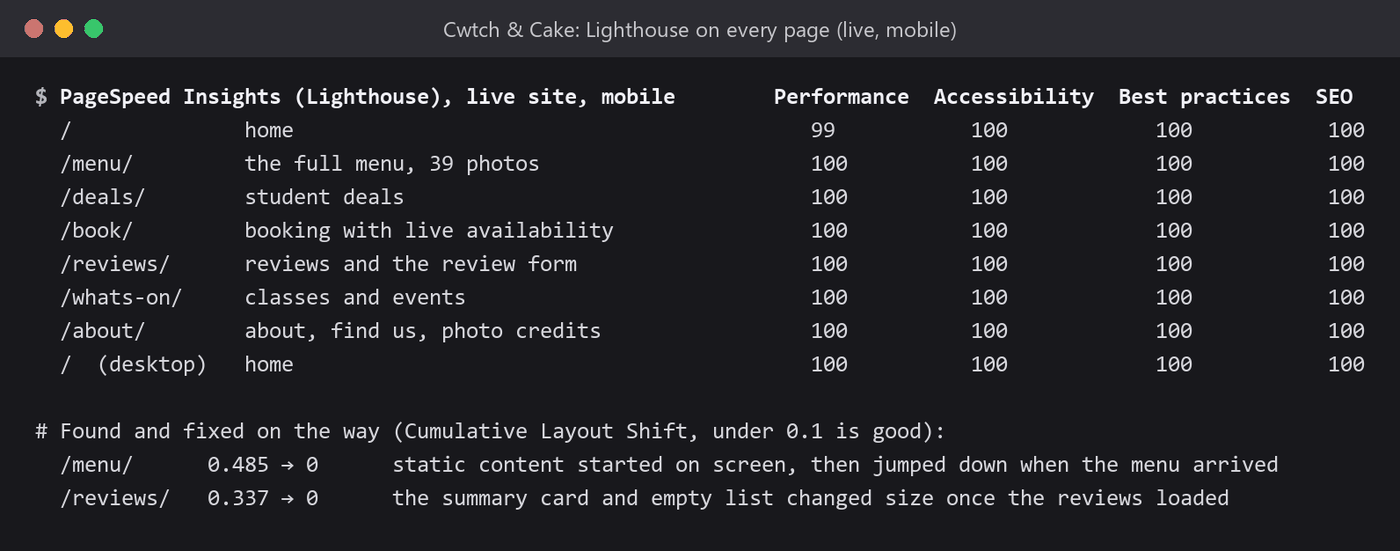 Cwtch & Cake: Lighthouse on every page (live, mobile)
$ PageSpeed Insights (Lighthouse), live site, mobile Performance Accessibility Best practices SEO
/ home 99 100 100 100
/menu/ the full menu, 39 photos 100 100 100 100
/deals/ student deals 100 100 100 100
/book/ booking with live availability 100 100 100 100
/reviews/ reviews and the review form 100 100 100 100
/whats-on/ classes and events 100 100 100 100
/about/ about, find us, photo credits 100 100 100 100
/ (desktop) home 100 100 100 100
# Found and fixed on the way (Cumulative Layout Shift, under 0.1 is good):
/menu/ 0.485 → 0 static content started on screen, then jumped down when the menu arrived
/reviews/ 0.337 → 0 the summary card and empty list changed size once the reviews loaded